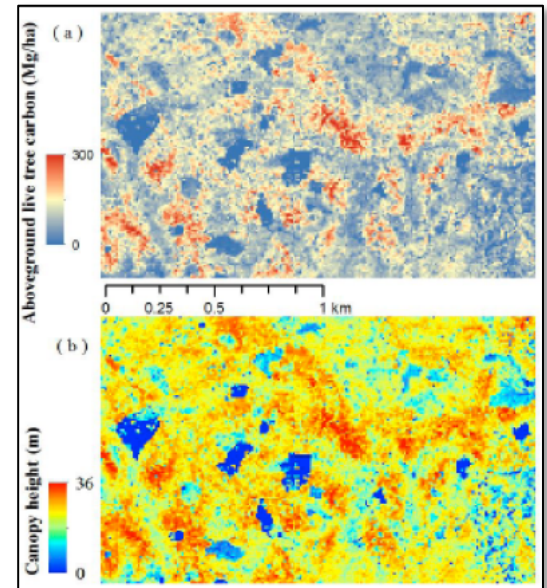 ( a )
Aboveground live tree carbon (Mg/ha)
300
0
0 0.25 0.5 1 km
( b )
Canopy height (m)
36
0